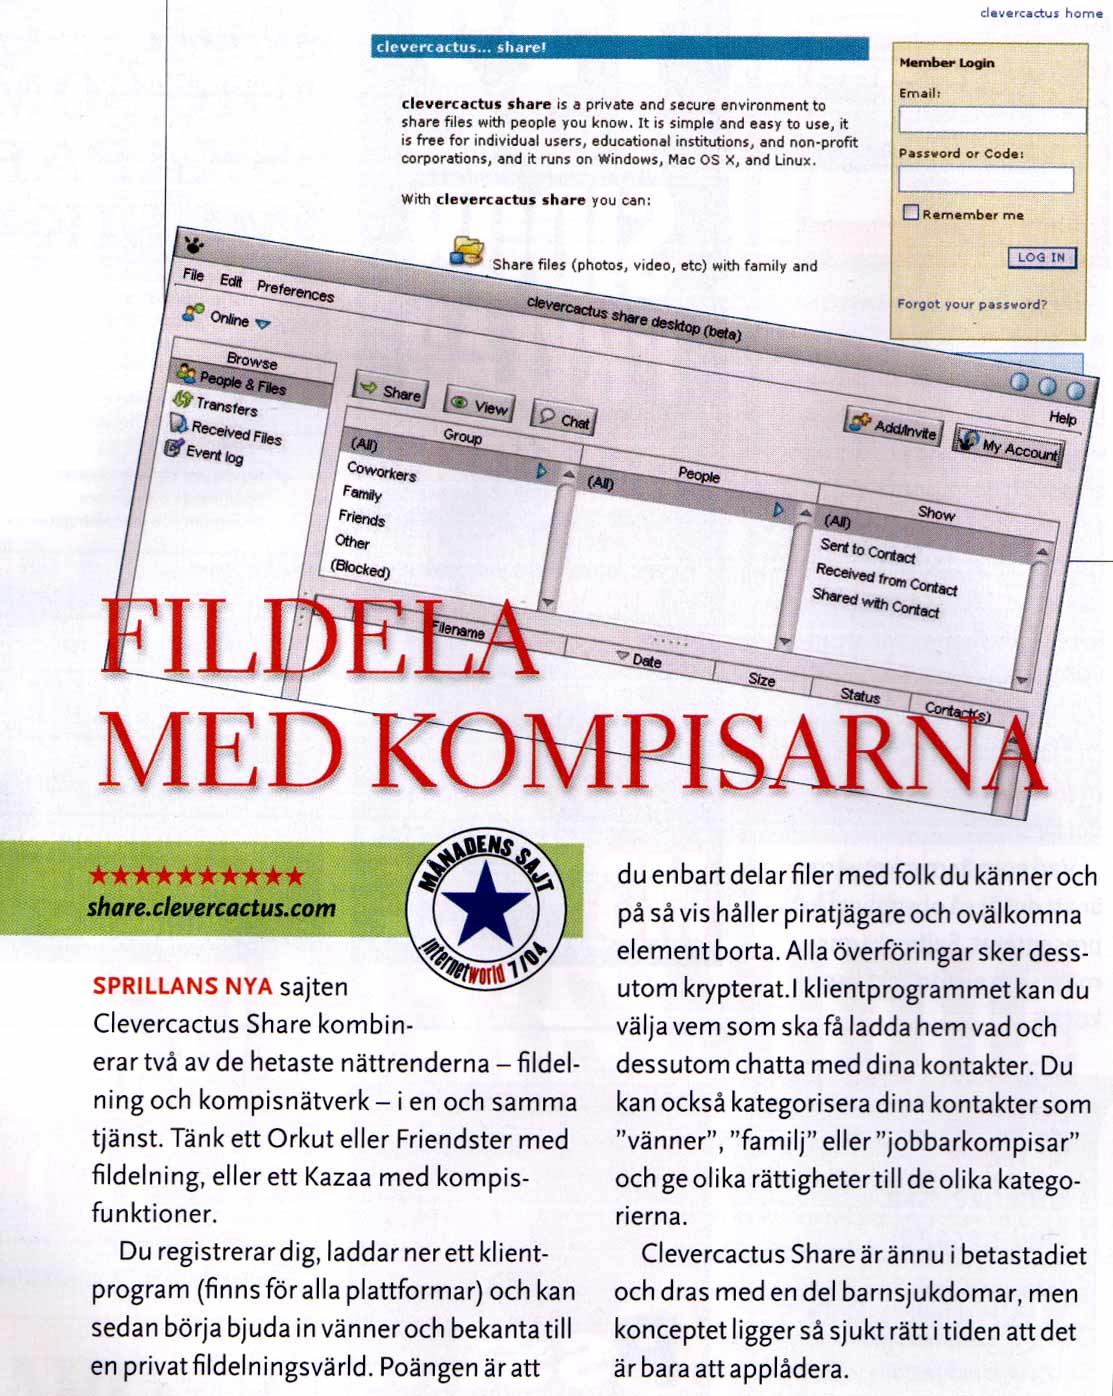 clevercactus home
clevercactus... share!
clevercactus share is a private and secure environment to
share files with people you know. It is simple and easy to use, it
is free for individual users, educational institutions, and non-profit
corporations, and it runs on Windows, Mac OS X, and Linux.
With clevercactus share you can:
Share files (photos, video, etc) with family and
Member Login
Email:
Password or Code:
Remember me
LOG IN
Forgot your password?
clevercactus share desktop (beta)
File Edit Preferences
Help
Online
Browse
People & Files
Transfers
Received Files
Event log
Share View Chat
Add/Invite My Account
Group
(All)
Coworkers
Family
Friends
Other
(Blocked)
People
(All)
Show
(All)
Sent to Contact
Received from Contact
Shared with Contact
Filename Date Size Status Contact(s)
FILDELA
MED KOMPISARNA
★★★★★★★★★★
share.clevercactus.com
MÅNADENS SAJT
internetworld 7/04
SPRILLANS NYA sajten
Clevercactus Share kombin-
erar två av de hetaste nättrenderna – fildel-
ning och kompisnätverk – i en och samma
tjänst. Tänk ett Orkut eller Friendster med
fildelning, eller ett Kazaa med kompis-
funktioner.
Du registrerar dig, laddar ner ett klient-
program (finns för alla plattformar) och kan
sedan börja bjuda in vänner och bekanta till
en privat fildelningsvärld. Poängen är att
du enbart delar filer med folk du känner och
på så vis håller piratjägare och ovälkomna
element borta. Alla överföringar sker dess-
utom krypterat.I klientprogrammet kan du
välja vem som ska få ladda hem vad och
dessutom chatta med dina kontakter. Du
kan också kategorisera dina kontakter som
”vänner”, ”familj” eller ”jobbarkompisar”
och ge olika rättigheter till de olika katego-
rierna.
Clevercactus Share är ännu i betastadiet
och dras med en del barnsjukdomar, men
konceptet ligger så sjukt rätt i tiden att det
är bara att applådera.